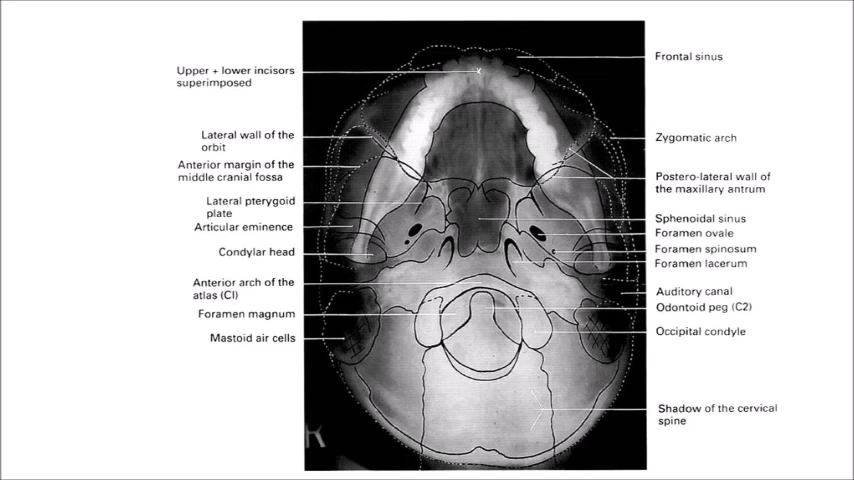 Upper + lower incisors
superimposed
Lateral wall of the
orbit
Anterior margin of the
middle cranial fossa
Lateral pterygoid
plate
Articular eminence
Condylar head
Anterior arch of the
atlas (CI)
Foramen magnum
Mastoid air cells
Frontal sinus
Zygomatic arch
Postero-lateral wall of
the maxillary antrum
Sphenoidal sinus
Foramen ovale
Foramen spinosum
Foramen lacerum
Auditory canal
Odontoid peg (C2)
Occipital condyle
Shadow of the cervical
spine
R